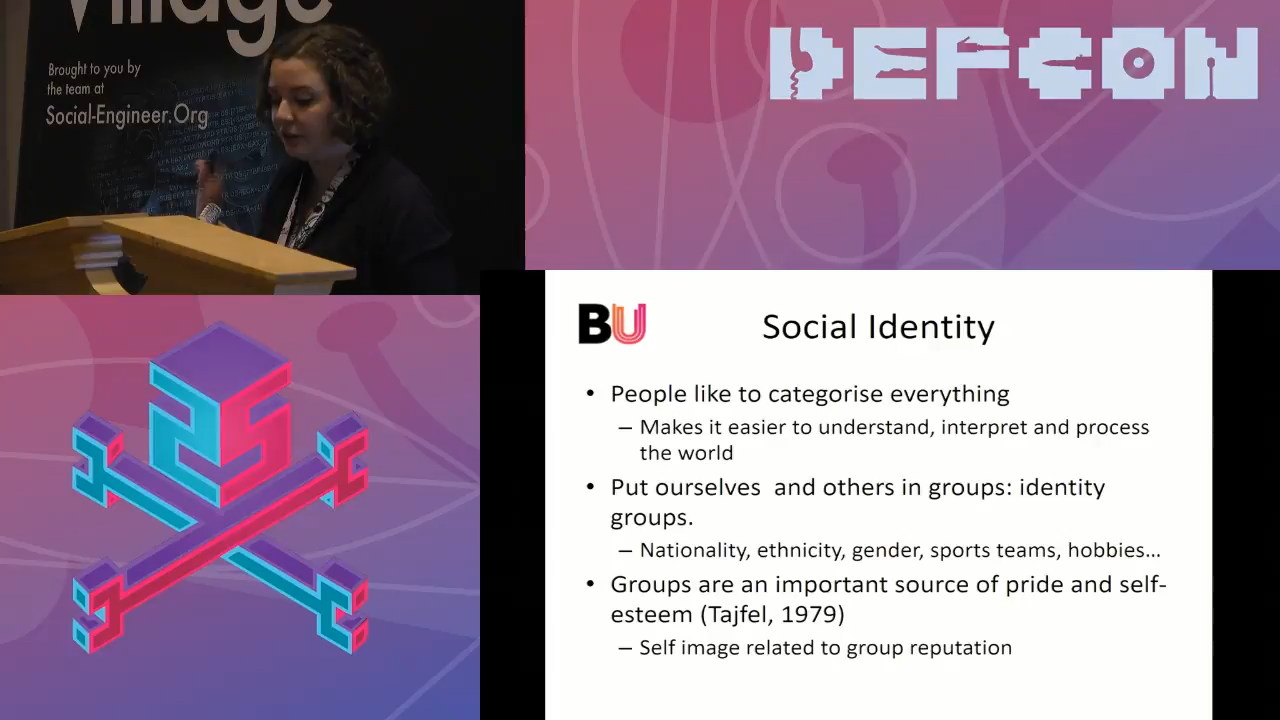 Village
Brought to you by
the team at
Social-Engineer.Org
DEFCON
BU
Social Identity
• People like to categorise everything
– Makes it easier to understand, interpret and process
the world
• Put ourselves  and others in groups: identity
groups.
– Nationality, ethnicity, gender, sports teams, hobbies…
• Groups are an important source of pride and self-
esteem (Tajfel, 1979)
– Self image related to group reputation